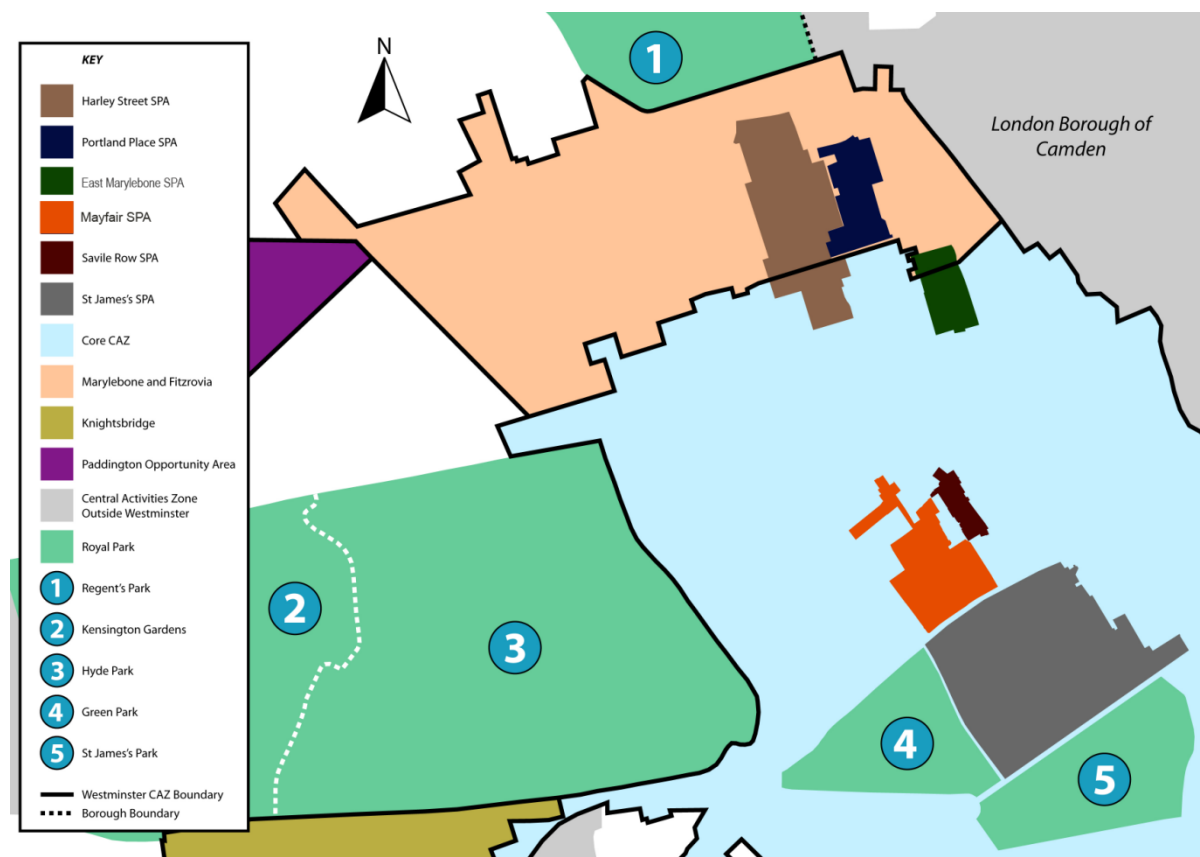 KEY
Harley Street SPA
Portland Place SPA
East Marylebone SPA
Mayfair SPA
Savile Row SPA
St James's SPA
Core CAZ
Marylebone and Fitzrovia
Knightsbridge
Paddington Opportunity Area
Central Activities Zone
Outside Westminster
Royal Park
1 Regent's Park
2 Kensington Gardens
3 Hyde Park
4 Green Park
5 St James's Park
Westminster CAZ Boundary
Borough Boundary
N
1
London Borough of
Camden
2
3
4
5